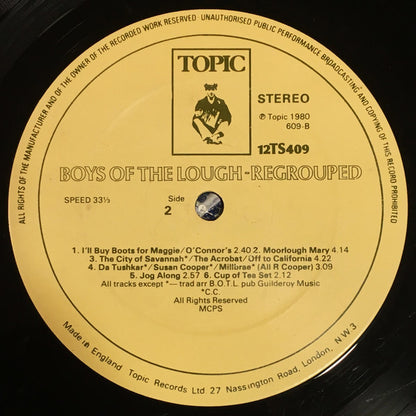 ALL RIGHTS OF THE MANUFACTURER AND OF THE OWNER OF THE RECORDED WORK RESERVED · UNAUTHORISED PUBLIC PERFORMANCE BROADCASTING AND COPYING OF THIS RECORD PROHIBITED
TOPIC
STEREO
℗ Topic 1980
609-B
12TS409
BOYS OF THE LOUGH-REGROUPED
SPEED 33⅓
Side
2
1. I'll Buy Boots for Maggie/O'Connor's 2.40 2. Moorlough Mary 4.14
3. The City of Savannah*/The Acrobat/Off to California 4.22
4. Da Tushkar*/Susan Cooper*/Millbrae* (All R Cooper) 3.09
5. Jog Along 2.57 6. Cup of Tea Set 2.12
All tracks except *— trad arr B.O.T.L. pub Guilderoy Music
*C.C.
All Rights Reserved
MCPS
Made in England Topic Records Ltd. 27 Nassington Road, London, NW3